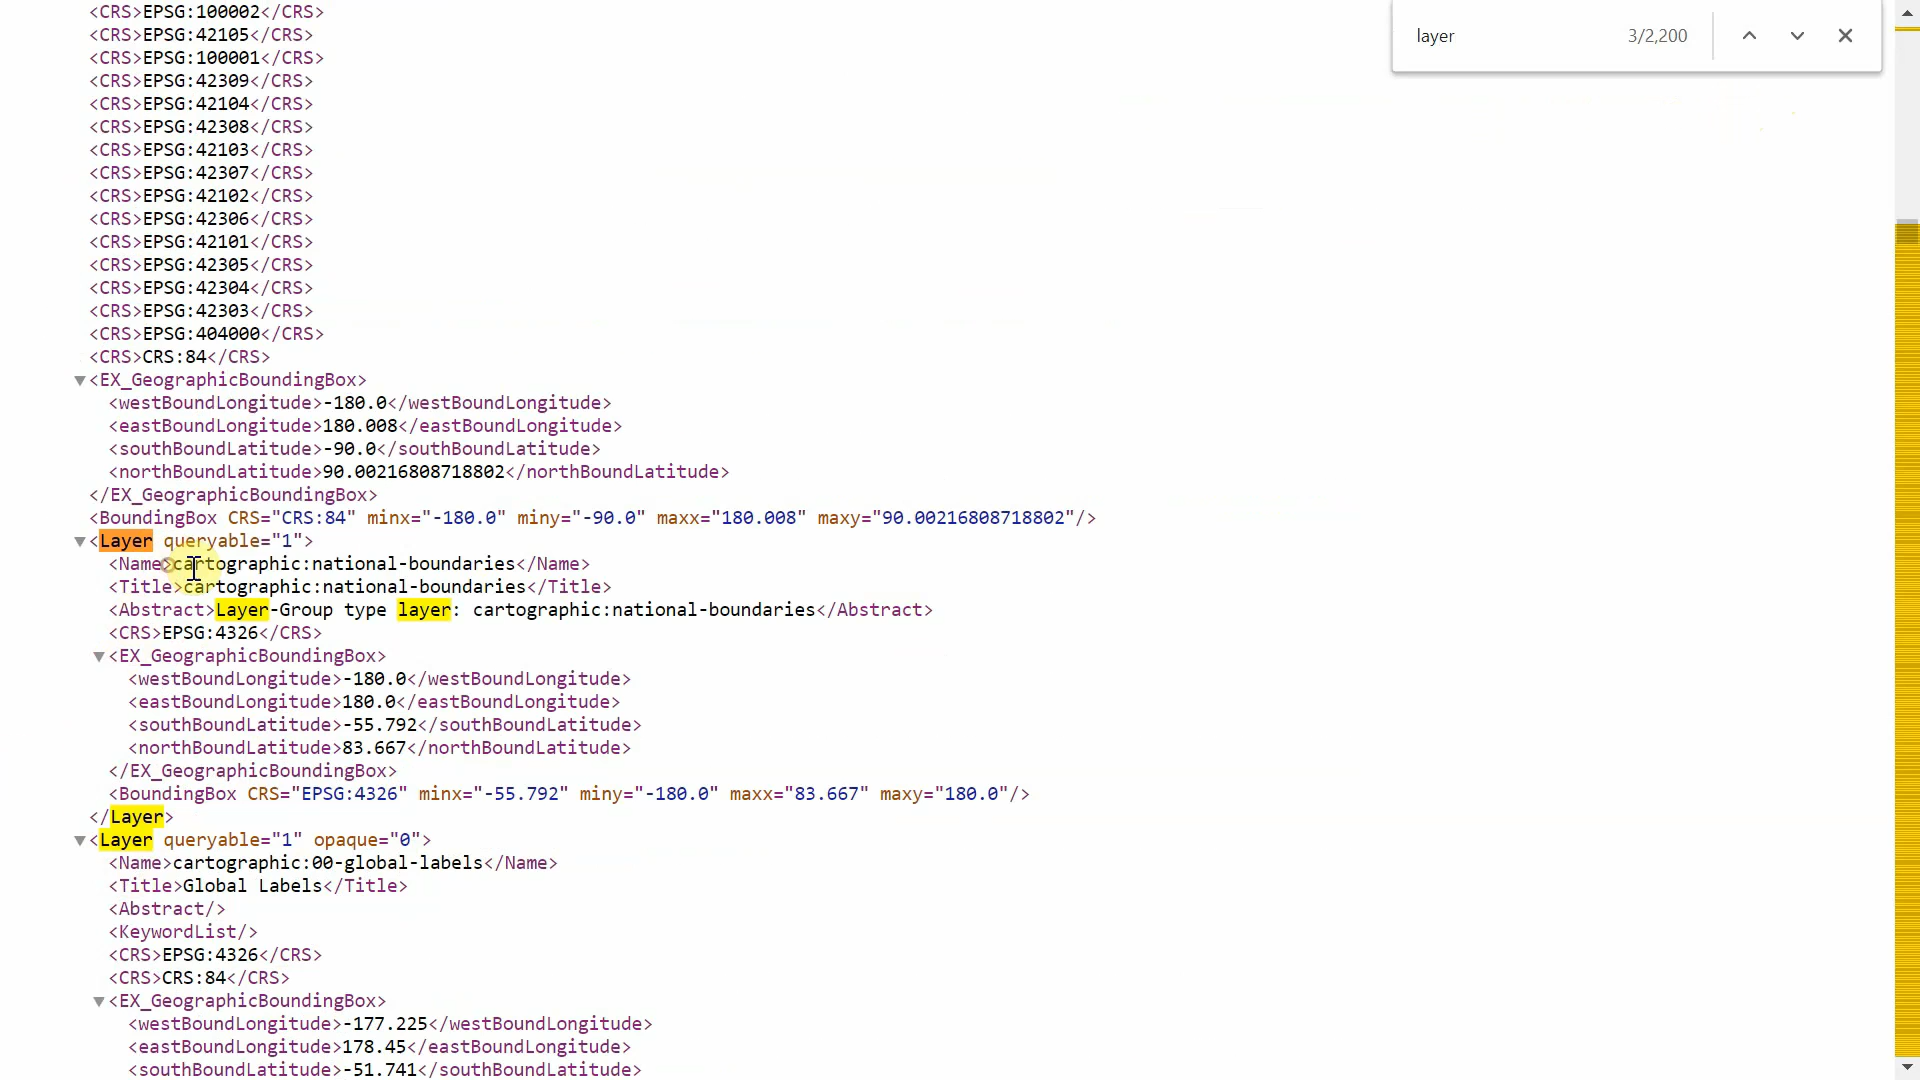 <CRS>EPSG:100002</CRS>
layer 3/2,200
<CRS>EPSG:42105</CRS>
<CRS>EPSG:100001</CRS>
<CRS>EPSG:42309</CRS>
<CRS>EPSG:42104</CRS>
<CRS>EPSG:42308</CRS>
<CRS>EPSG:42103</CRS>
<CRS>EPSG:42307</CRS>
<CRS>EPSG:42102</CRS>
<CRS>EPSG:42306</CRS>
<CRS>EPSG:42101</CRS>
<CRS>EPSG:42305</CRS>
<CRS>EPSG:42304</CRS>
<CRS>EPSG:42303</CRS>
<CRS>EPSG:404000</CRS>
<CRS>CRS:84</CRS>
<EX_GeographicBoundingBox>
<westBoundLongitude>-180.0</westBoundLongitude>
<eastBoundLongitude>180.008</eastBoundLongitude>
<southBoundLatitude>-90.0</southBoundLatitude>
<northBoundLatitude>90.00216808718802</northBoundLatitude>
</EX_GeographicBoundingBox>
<BoundingBox CRS="CRS:84" minx="-180.0" miny="-90.0" maxx="180.008" maxy="90.00216808718802"/>
<Layer queryable="1">
<Name>cartographic:national-boundaries</Name>
<Title>cartographic:national-boundaries</Title>
<Abstract>Layer-Group type layer: cartographic:national-boundaries</Abstract>
<CRS>EPSG:4326</CRS>
<EX_GeographicBoundingBox>
<westBoundLongitude>-180.0</westBoundLongitude>
<eastBoundLongitude>180.0</eastBoundLongitude>
<southBoundLatitude>-55.792</southBoundLatitude>
<northBoundLatitude>83.667</northBoundLatitude>
</EX_GeographicBoundingBox>
<BoundingBox CRS="EPSG:4326" minx="-55.792" miny="-180.0" maxx="83.667" maxy="180.0"/>
</Layer>
<Layer queryable="1" opaque="0">
<Name>cartographic:00-global-labels</Name>
<Title>Global Labels</Title>
<Abstract/>
<KeywordList/>
<CRS>EPSG:4326</CRS>
<CRS>CRS:84</CRS>
<EX_GeographicBoundingBox>
<westBoundLongitude>-177.225</westBoundLongitude>
<eastBoundLongitude>178.45</eastBoundLongitude>
<southBoundLatitude>-51.741</southBoundLatitude>